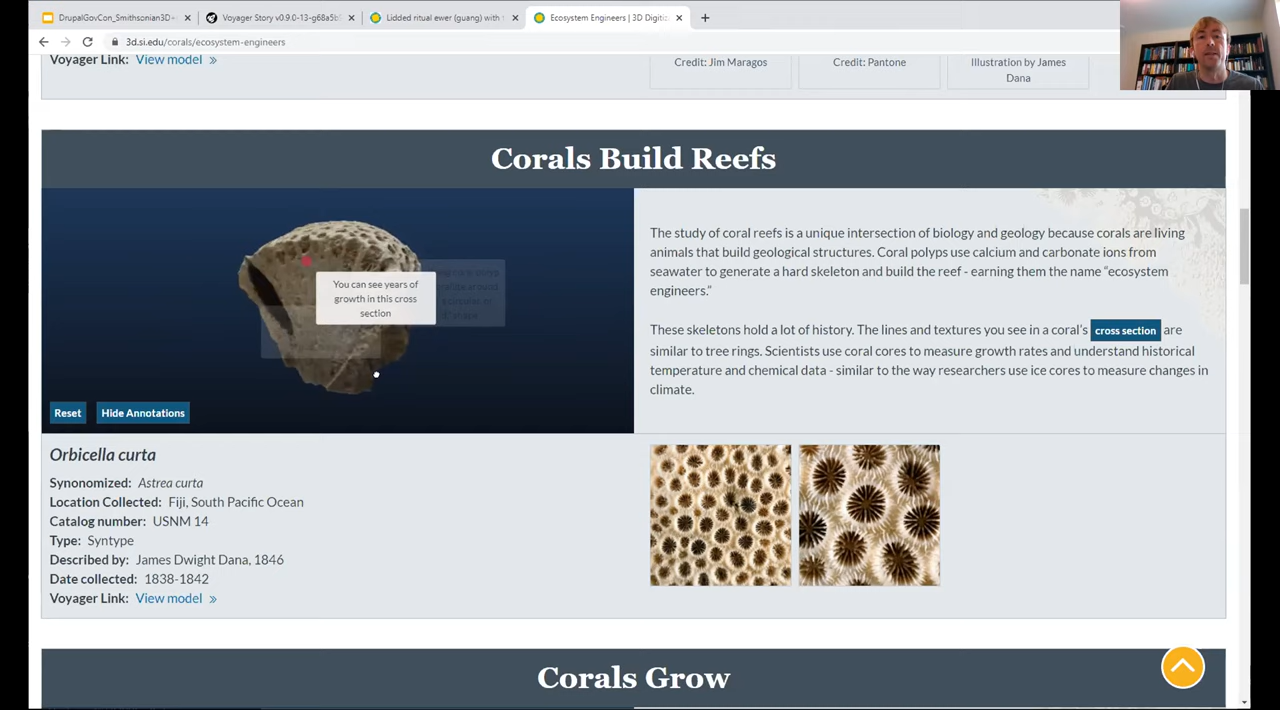 DrupalGovCon_Smithsonian3D
Voyager Story v0.9.0-13-g68a5b
Lidded ritual ewer (guang) with
Ecosystem Engineers | 3D Digitiz
3d.si.edu/corals/ecosystem-engineers
Voyager Link: View model »
Credit: Jim Maragos
Credit: Pantone
Illustration by James
Dana
Corals Build Reefs
You can see years of
growth in this cross
section
Reset
Hide Annotations
The study of coral reefs is a unique intersection of biology and geology because corals are living
animals that build geological structures. Coral polyps use calcium and carbonate ions from
seawater to generate a hard skeleton and build the reef - earning them the name “ecosystem
engineers.”
These skeletons hold a lot of history. The lines and textures you see in a coral’s cross section are
similar to tree rings. Scientists use coral cores to measure growth rates and understand historical
temperature and chemical data - similar to the way researchers use ice cores to measure changes in
climate.
Orbicella curta
Synonomized: Astrea curta
Location Collected: Fiji, South Pacific Ocean
Catalog number: USNM 14
Type: Syntype
Described by: James Dwight Dana, 1846
Date collected: 1838-1842
Voyager Link: View model »
Corals Grow